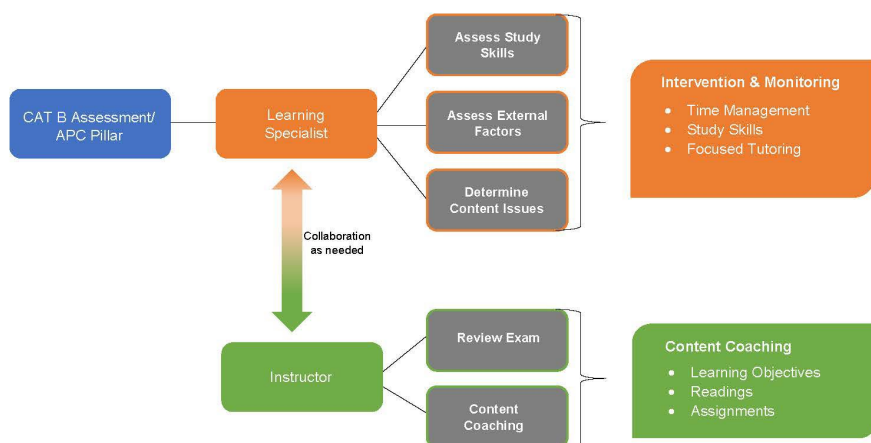 Assess Study
Skills
CAT B Assessment/
APC Pillar
Learning
Specialist
Assess External
Factors
Determine
Content Issues
Intervention & Monitoring
• Time Management
• Study Skills
• Focused Tutoring
Collaboration
as needed
Instructor
Review Exam
Content
Coaching
Content Coaching
• Learning Objectives
• Readings
• Assignments